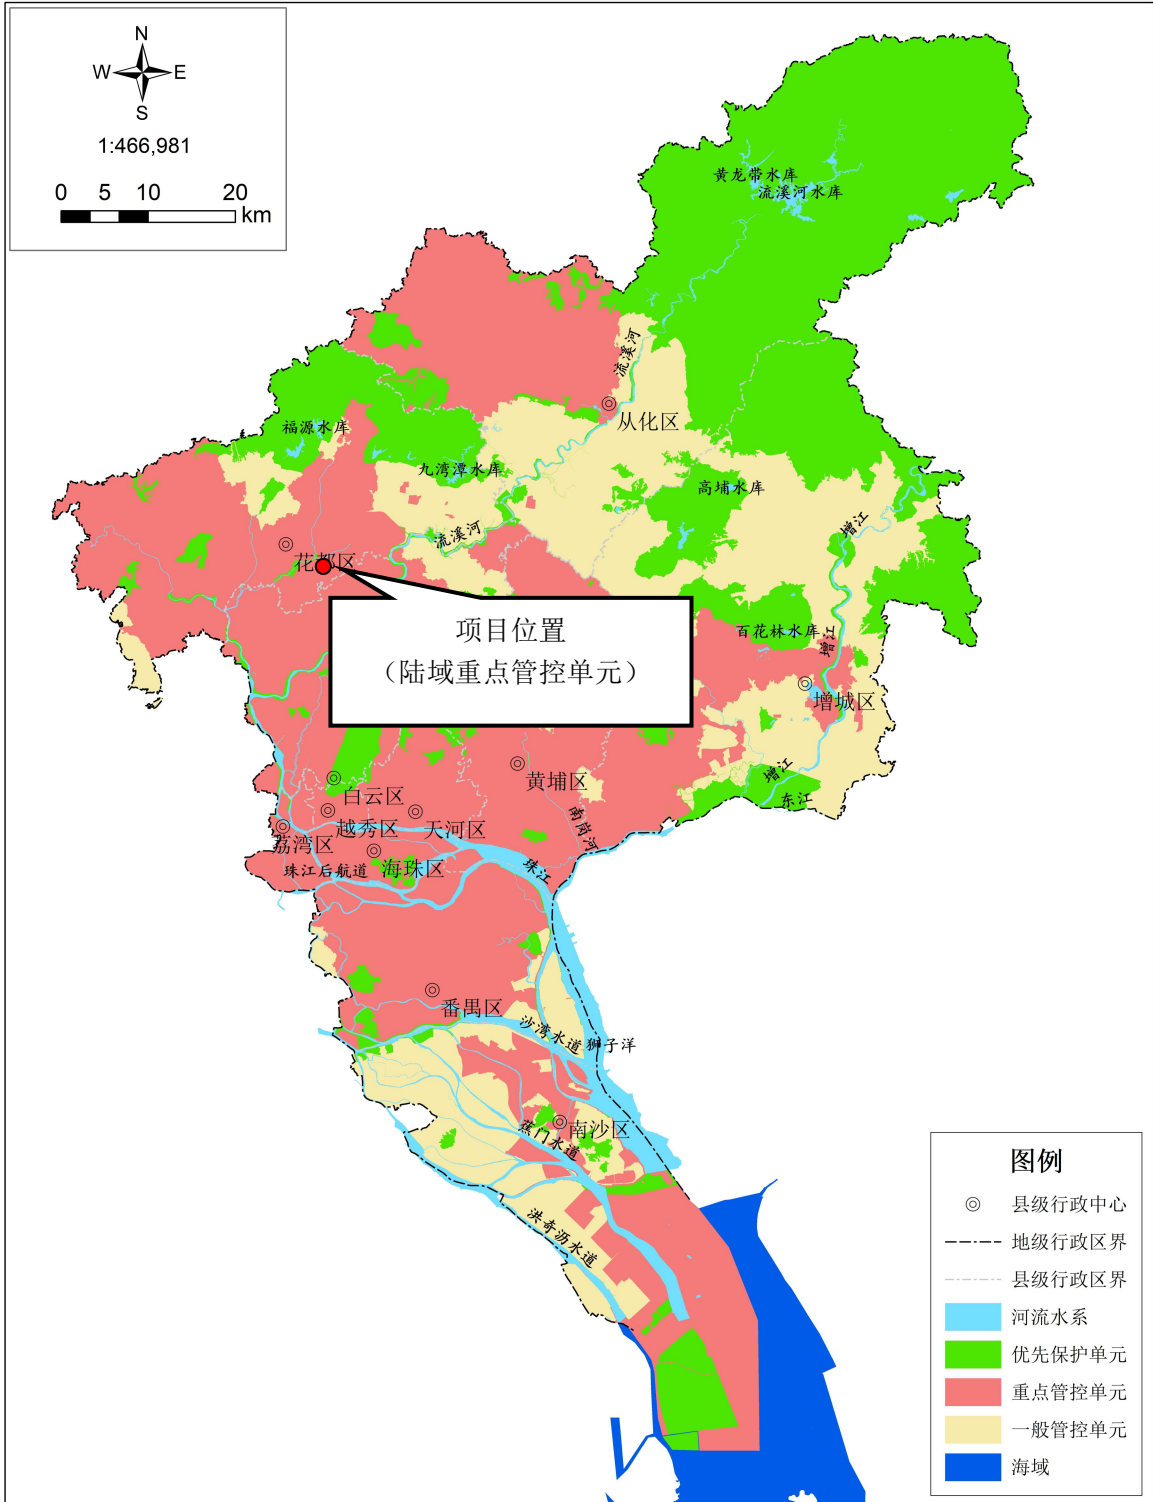 N
W E
S
1:466,981
0 5 10 20
km
黄龙带水库
流溪河水库
流溪河
从化区
福源水库
九湾潭水库
高埔水库
增江
流溪河
花都区
项目位置
（陆域重点管控单元）
百花林水库
增江
增城区
增江
东江
黄埔区
白云区
越秀区
天河区
南岗河
荔湾区
珠江后航道
海珠区
珠江
番禺区
沙湾水道
狮子洋
蕉门水道
南沙区
洪奇沥水道
图例
县级行政中心
地级行政区界
县级行政区界
河流水系
优先保护单元
重点管控单元
一般管控单元
海域